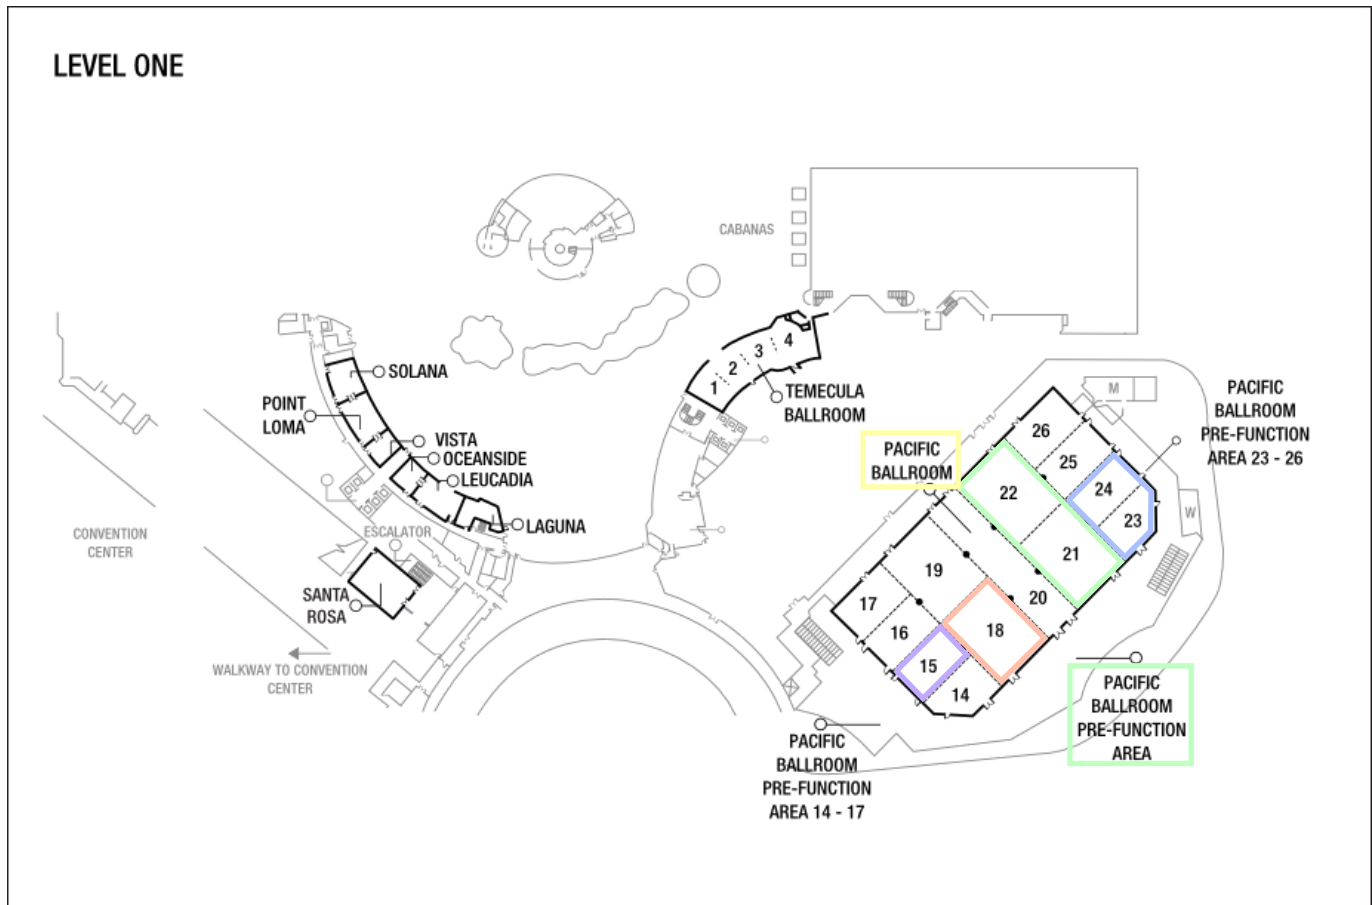 LEVEL ONE
CABANAS
SOLANA
POINT
LOMA
VISTA
OCEANSIDE
LEUCADIA
LAGUNA
ESCALATOR
CONVENTION
CENTER
SANTA
ROSA
WALKWAY TO CONVENTION
CENTER
1
2
3
4
TEMECULA
BALLROOM
PACIFIC
BALLROOM
M
W
PACIFIC
BALLROOM
PRE-FUNCTION
AREA 23 - 26
26
25
24
23
22
21
20
19
18
17
16
15
14
PACIFIC
BALLROOM
PRE-FUNCTION
AREA
PACIFIC
BALLROOM
PRE-FUNCTION
AREA 14 - 17